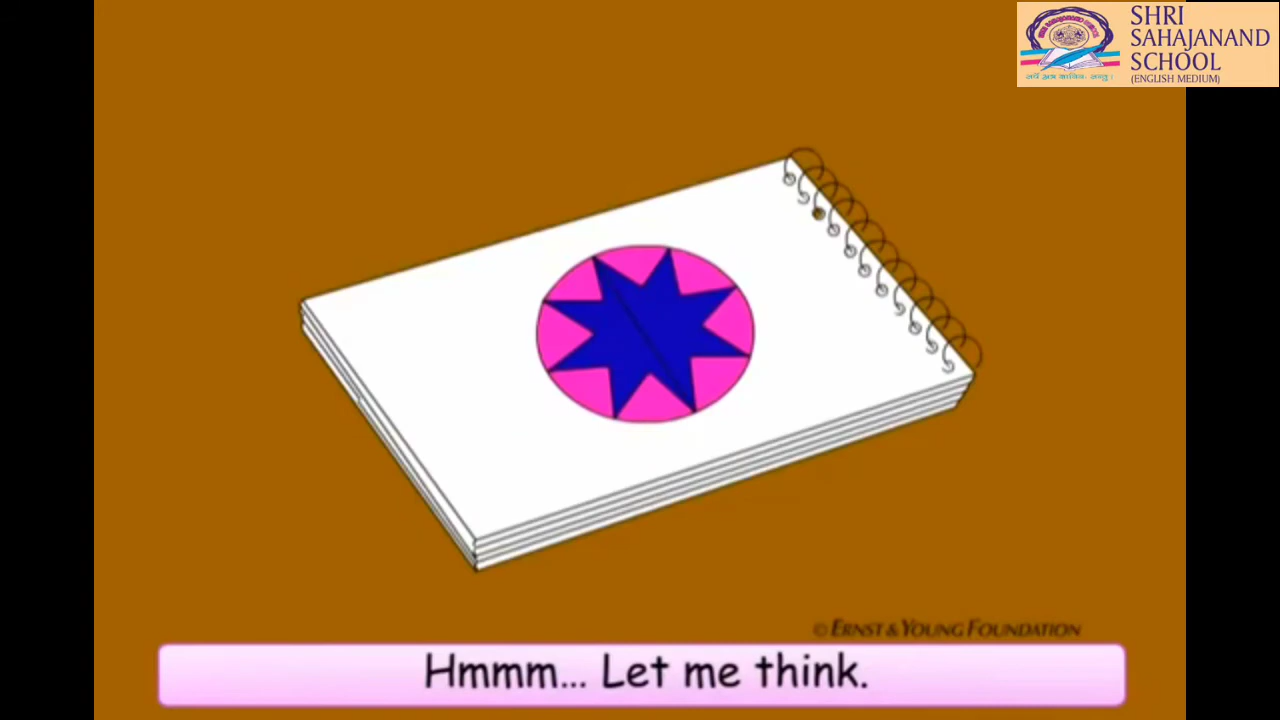 SHRI
SAHAJANAND
SCHOOL
(ENGLISH MEDIUM)
© ERNST & YOUNG FOUNDATION
Hmmm... Let me think.